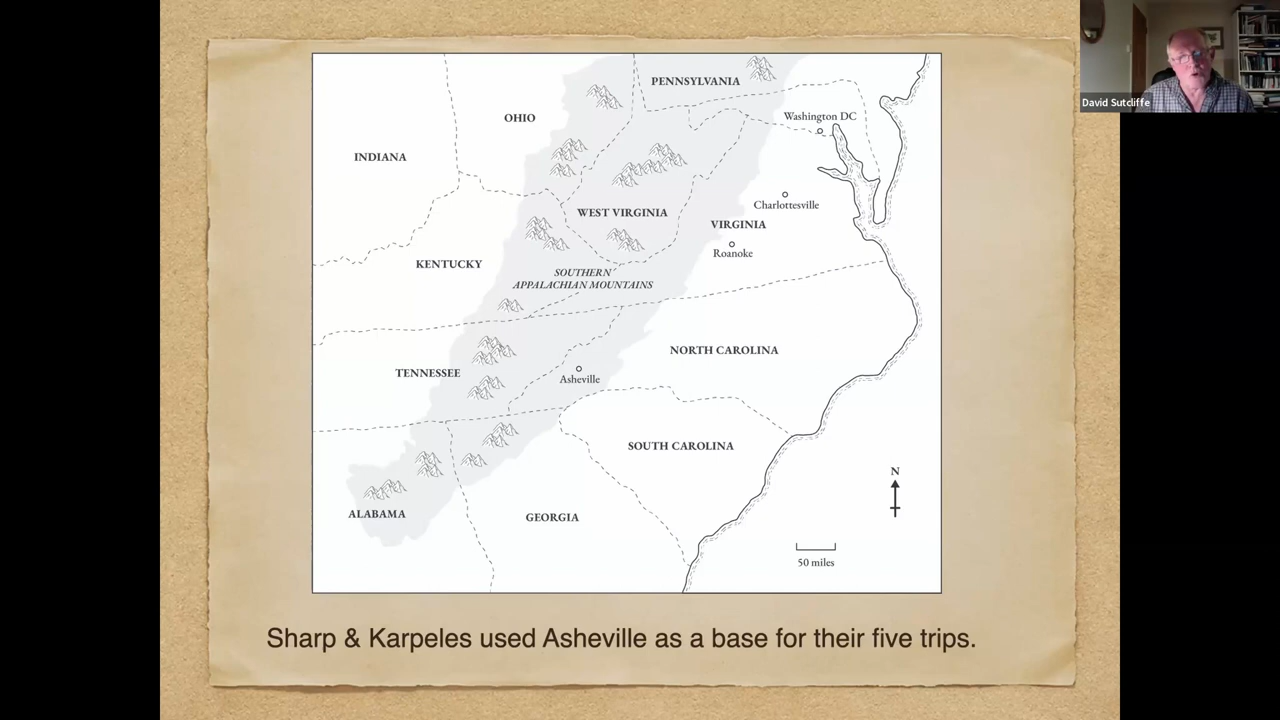 PENNSYLVANIA
OHIO
Washington DC
INDIANA
Charlottesville
WEST VIRGINIA
VIRGINIA
Roanoke
KENTUCKY
SOUTHERN
APPALACHIAN MOUNTAINS
NORTH CAROLINA
TENNESSEE
Asheville
SOUTH CAROLINA
N
ALABAMA
GEORGIA
50 miles
Sharp & Karpeles used Asheville as a base for their five trips.
David Sutcliffe